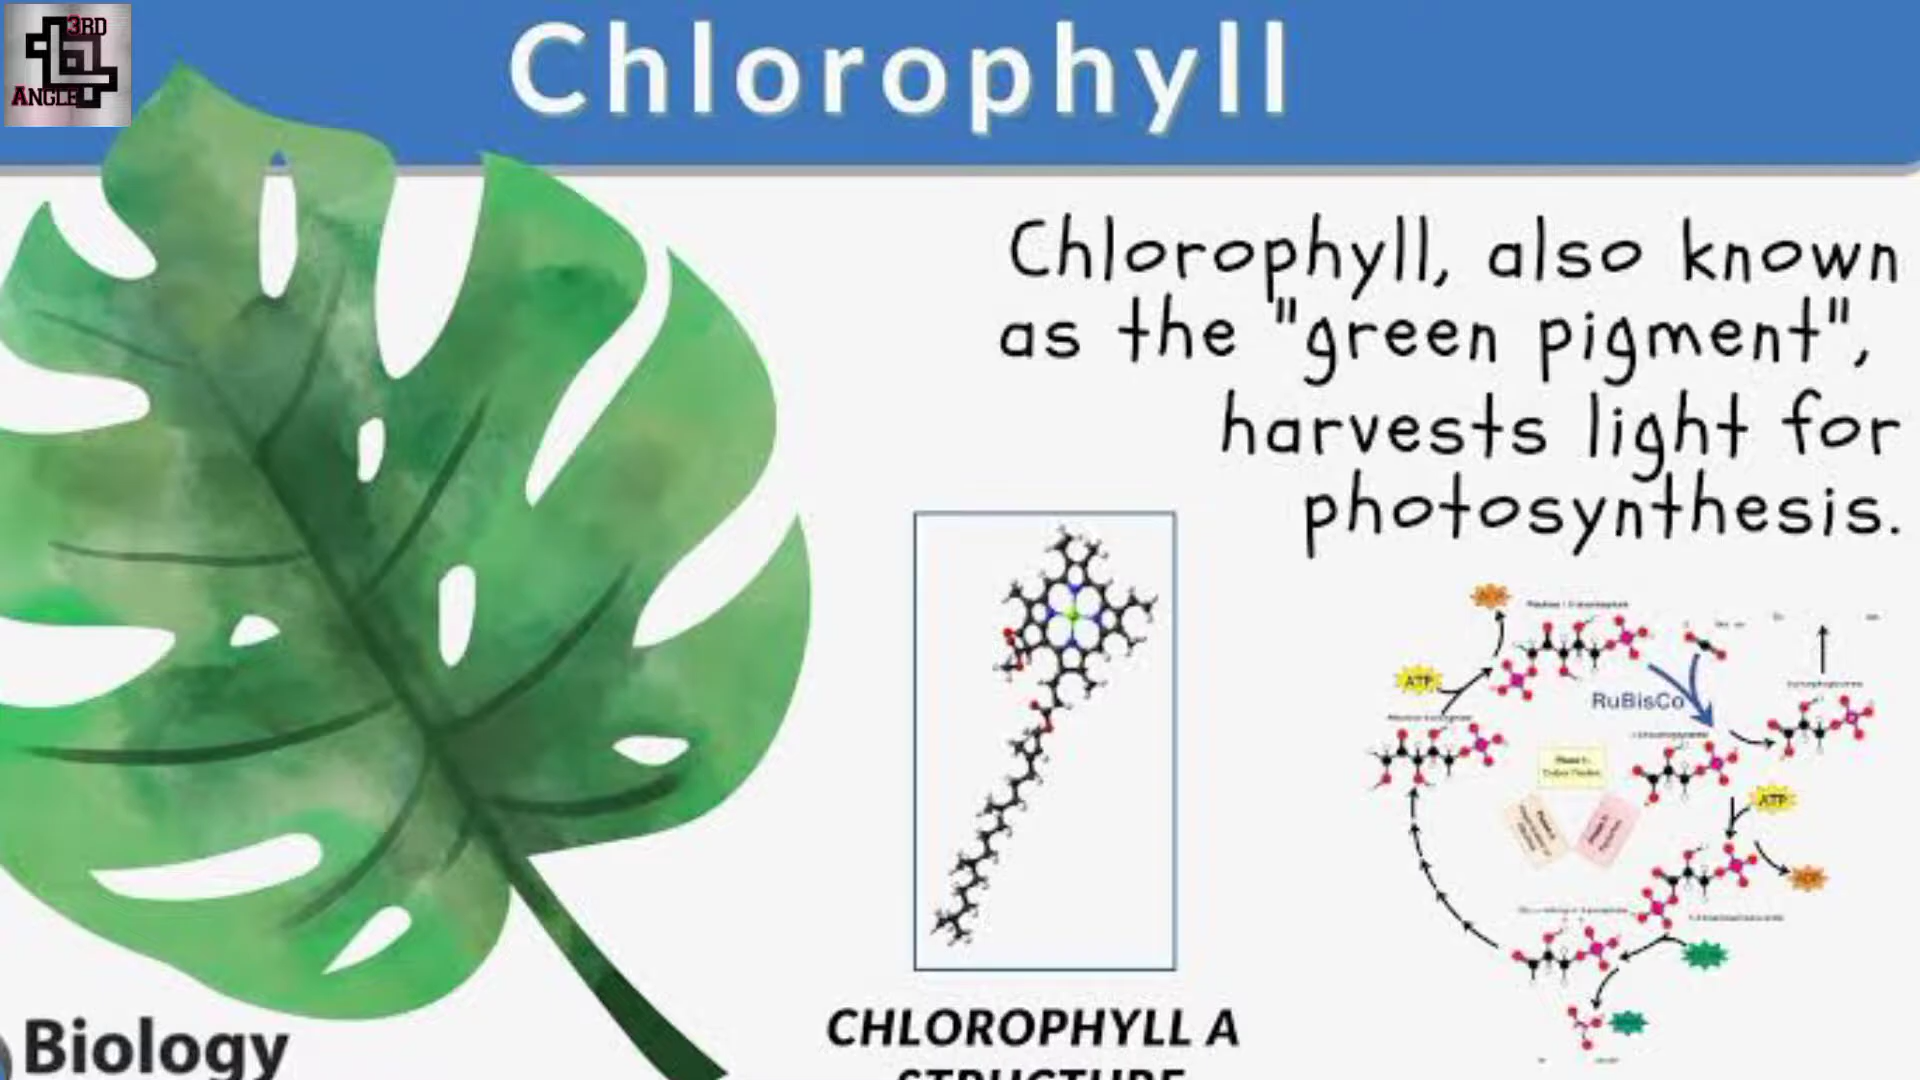 3RD
ANGLE
Chlorophyll
Chlorophyll, also known
as the "green pigment",
harvests light for
photosynthesis.
ATP
RuBisCo
ATP
CHLOROPHYLL A
STRUCTURE
Biology